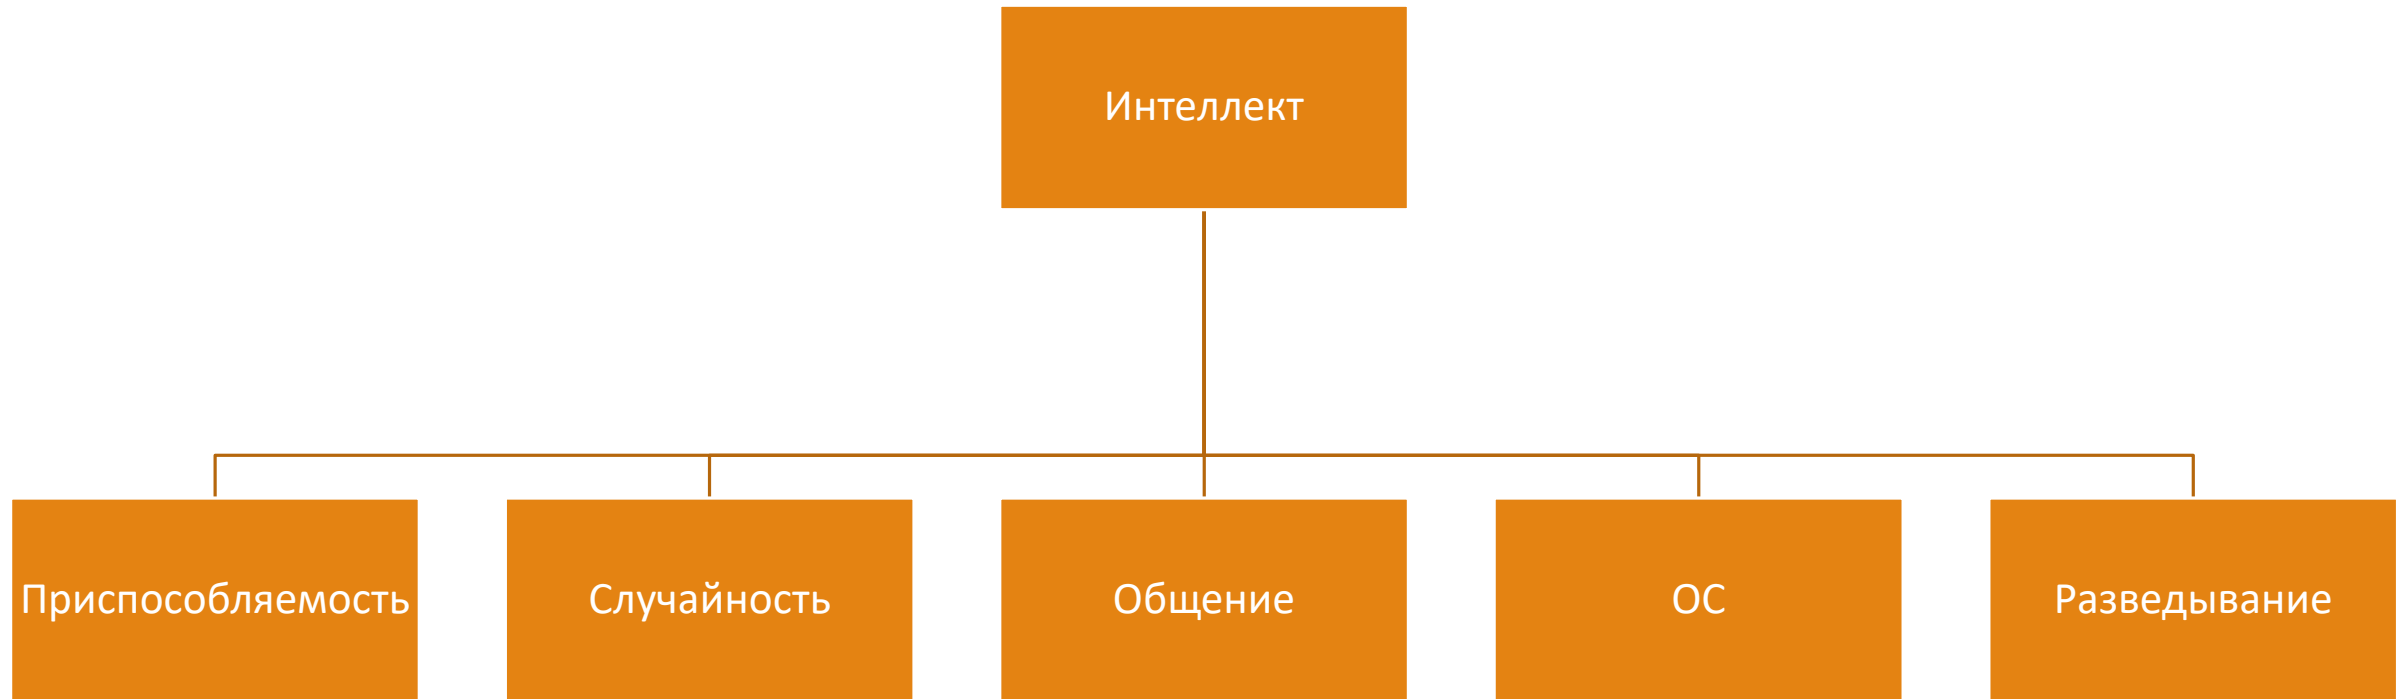 Интеллект
Приспособляемость
Случайность
Общение
ОС
Разведывание